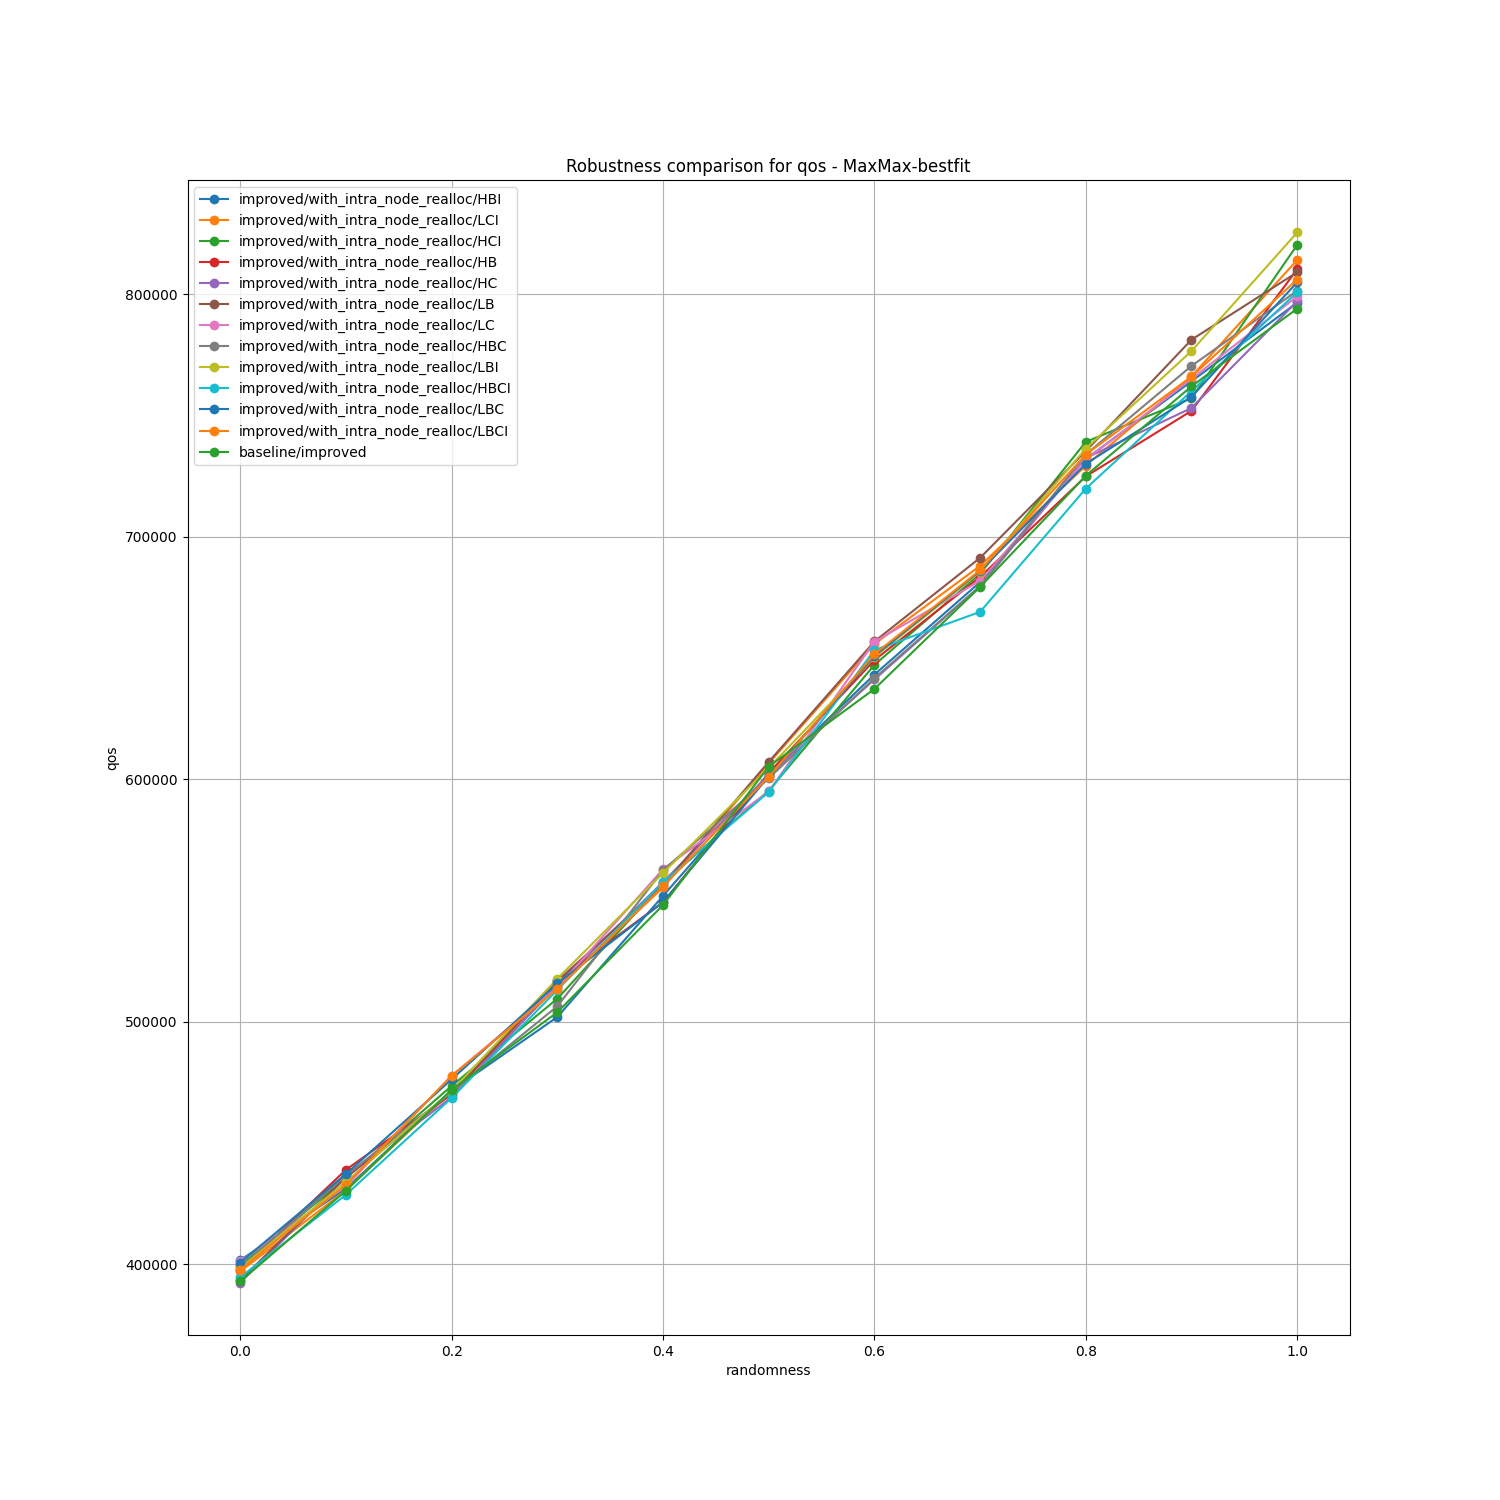 Robustness comparison for qos - MaxMax-bestfit
improved/with_intra_node_realloc/HBI
improved/with_intra_node_realloc/LCI
improved/with_intra_node_realloc/HCI
improved/with_intra_node_realloc/HB
improved/with_intra_node_realloc/HC
improved/with_intra_node_realloc/LB
improved/with_intra_node_realloc/LC
improved/with_intra_node_realloc/HBC
improved/with_intra_node_realloc/LBI
improved/with_intra_node_realloc/HBCI
improved/with_intra_node_realloc/LBC
improved/with_intra_node_realloc/LBCI
baseline/improved
800000
700000
600000
500000
400000
qos
0.0 0.2 0.4 0.6 0.8 1.0
randomness